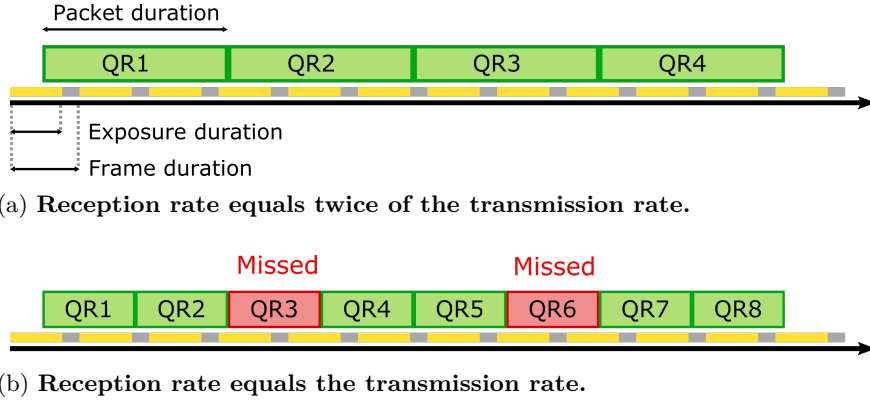 Packet duration
QR1 QR2 QR3 QR4
Exposure duration
Frame duration
(a) Reception rate equals twice of the transmission rate.
Missed Missed
QR1 QR2 QR3 QR4 QR5 QR6 QR7 QR8
(b) Reception rate equals the transmission rate.